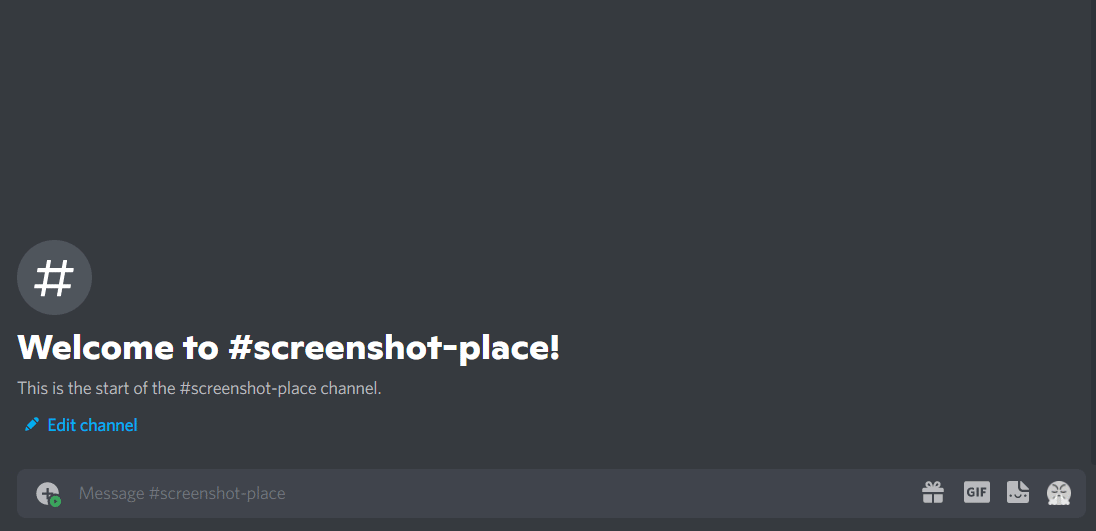 #
Welcome to #screenshot-place!
This is the start of the #screenshot-place channel.
Edit channel
Message #screenshot-place
GIF